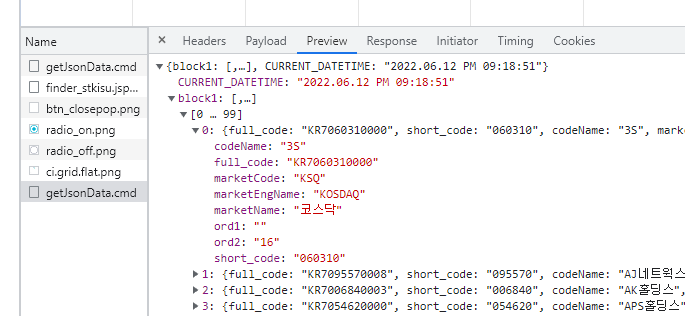 Name
getJsonData.cmd
finder_stkisu.jsp...
btn_closepop.png
radio_on.png
radio_off.png
ci.grid.flat.png
getJsonData.cmd
× Headers Payload Preview Response Initiator Timing Cookies
▼{block1: [,…], CURRENT_DATETIME: "2022.06.12 PM 09:18:51"}
CURRENT_DATETIME: "2022.06.12 PM 09:18:51"
▼block1: [,…]
▼[0 … 99]
▼0: {full_code: "KR7060310000", short_code: "060310", codeName: "3S", mark
codeName: "3S"
full_code: "KR7060310000"
marketCode: "KSQ"
marketEngName: "KOSDAQ"
marketName: "코스닥"
ord1: ""
ord2: "16"
short_code: "060310"
▶1: {full_code: "KR7095570008", short_code: "095570", codeName: "AJ네트웍스
▶2: {full_code: "KR7006840003", short_code: "006840", codeName: "AK홀딩스",
▶3: {full_code: "KR7054620000", short_code: "054620", codeName: "APS홀딩스"